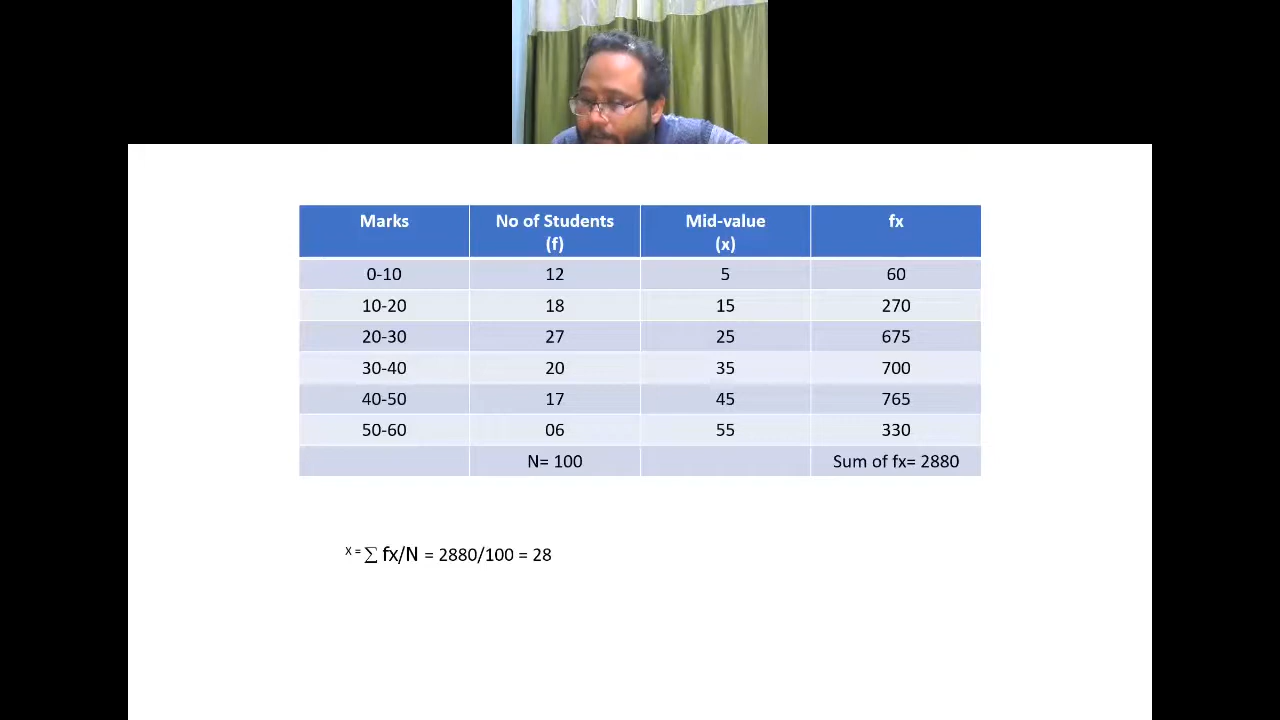 Marks No of Students (f) Mid-value (x) fx
0-10 12 5 60
10-20 18 15 270
20-30 27 25 675
30-40 20 35 700
40-50 17 45 765
50-60 06 55 330
N= 100 Sum of fx= 2880
X = ∑ fx/N = 2880/100 = 28